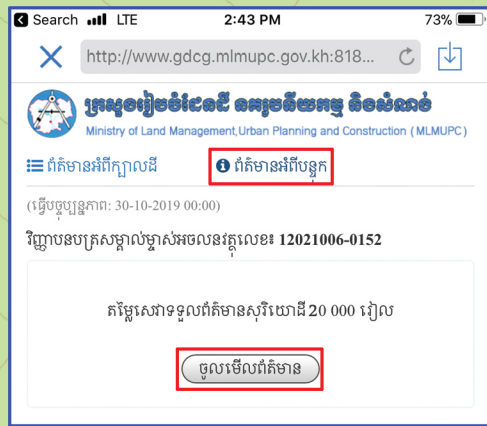 Search LTE 2:43 PM 73%
http://www.gdcg.mlmupc.gov.kh:818...
ក្រសួងរៀបចំដែនដី នគរូបនីយកម្ម និងសំណង់
Ministry of Land Management,Urban Planning and Construction ( MLMUPC )
ព័ត៌មានអំពីក្បាលដី ព័ត៌មានអំពីបន្ទុក
(ធ្វើបច្ចុប្បន្នភាព: 30-10-2019 00:00)
វិញ្ញាបនបត្រសម្គាល់ម្ចាស់អចលនវត្ថុលេខ៖ 12021006-0152
តម្លៃសេវាទទួលព័ត៌មានសុរិយោដី 20 000 រៀល
ចូលមើលព័ត៌មាន